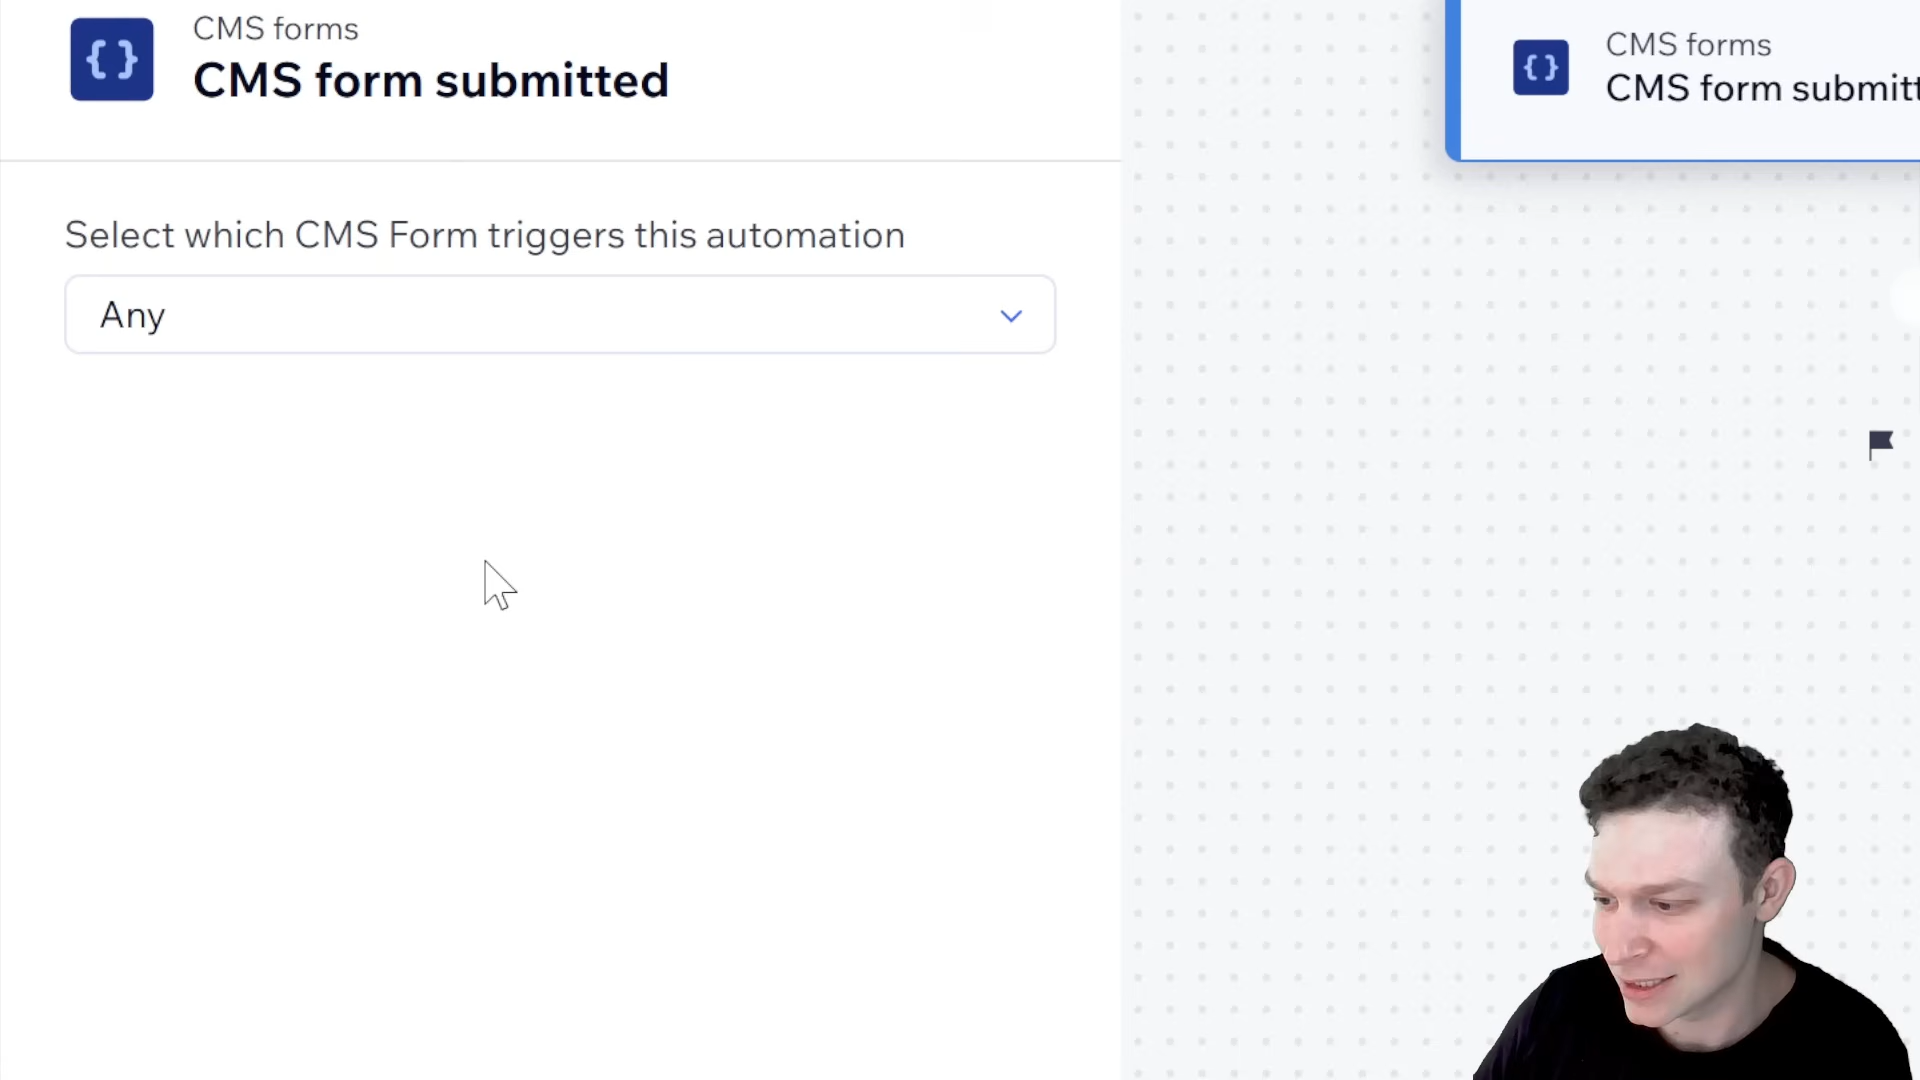 CMS forms
CMS form submitted
Select which CMS Form triggers this automation
Any
CMS forms
CMS form submitt